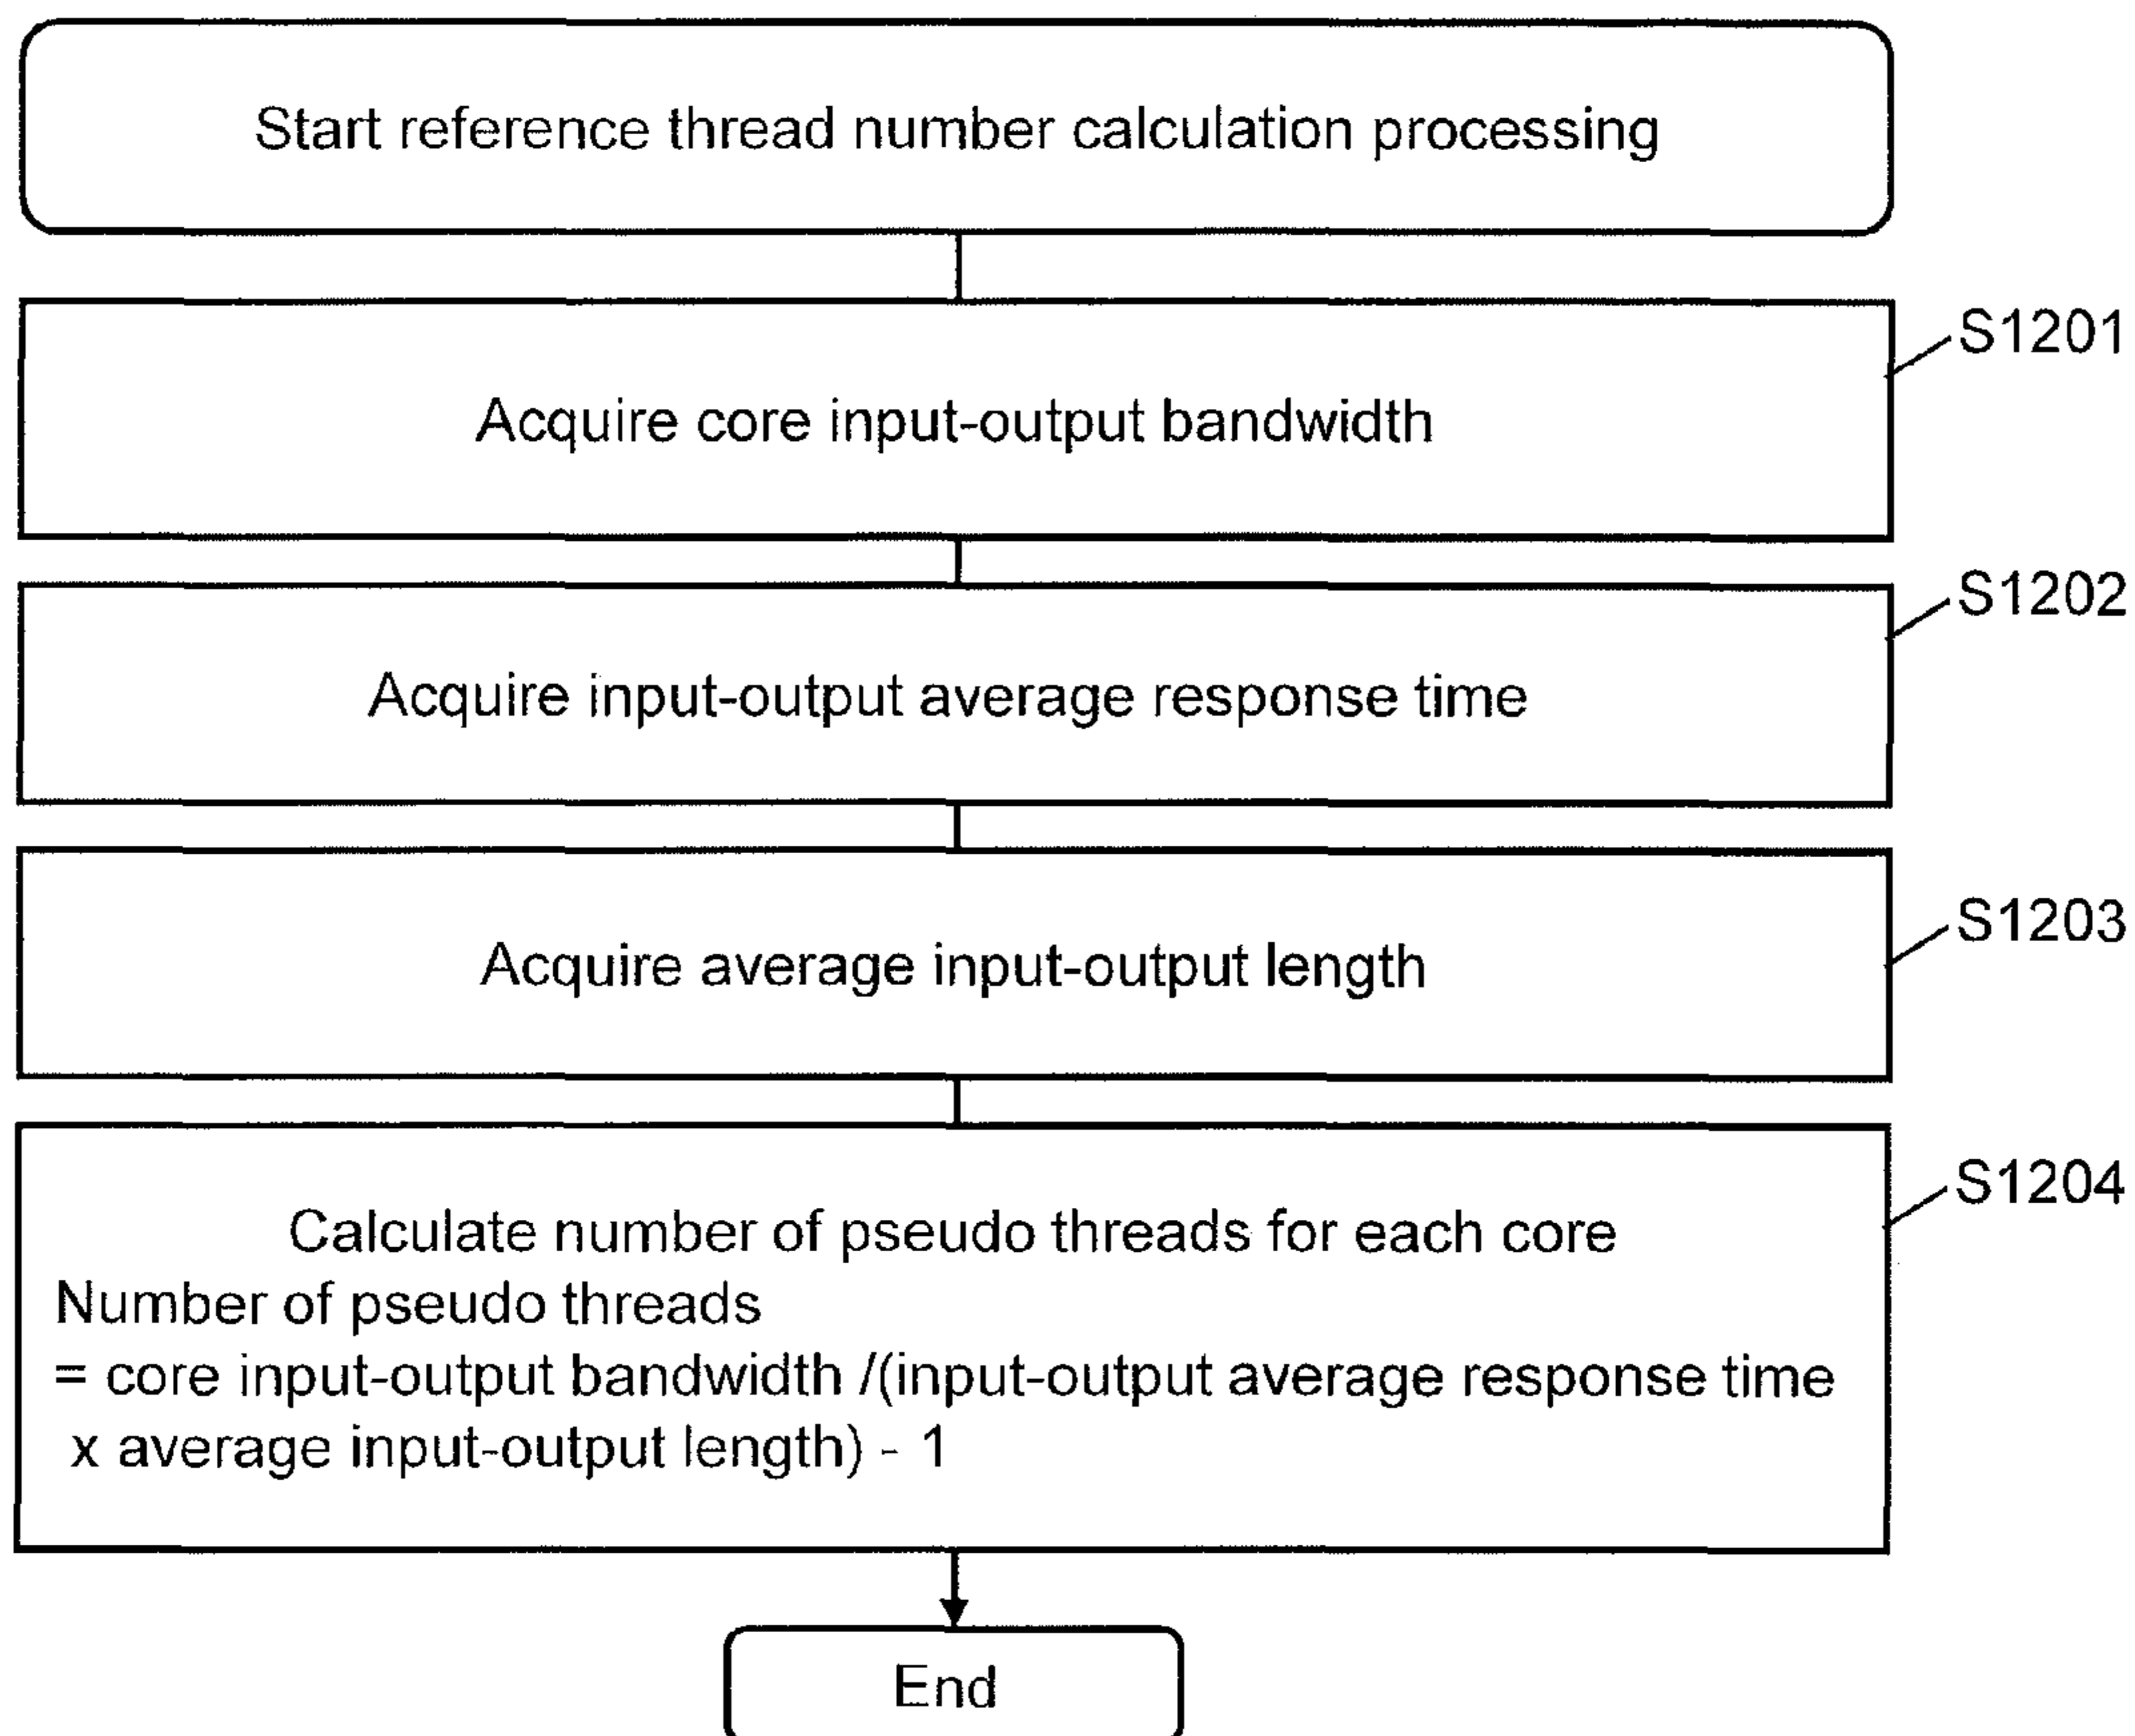 Start reference thread number calculation processing
S1201
Acquire core input-output bandwidth
S1202
Acquire input-output average response time
S1203
Acquire average input-output length
S1204
Calculate number of pseudo threads for each core
Number of pseudo threads
= core input-output bandwidth /(input-output average response time
x average input-output length) - 1
End